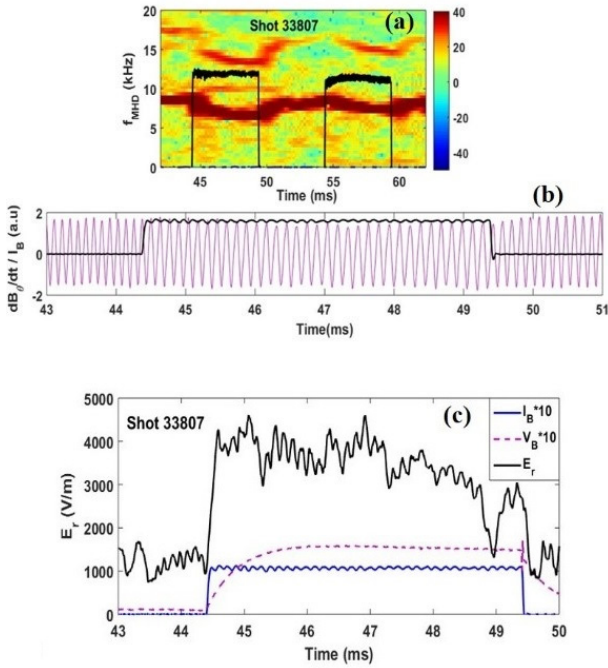 (a)
Shot 33807
f_MHD (kHz)
20
15
10
5
0
45 50 55 60
Time (ms)
40
20
0
-20
-40
(b)
dB_θ/dt / I_B (a.u)
2
0
-2
43 44 45 46 47 48 49 50 51
Time(ms)
(c)
Shot 33807
I_B*10
V_B*10
E_r
E_r (V/m)
5000
4000
3000
2000
1000
0
43 44 45 46 47 48 49 50
Time (ms)